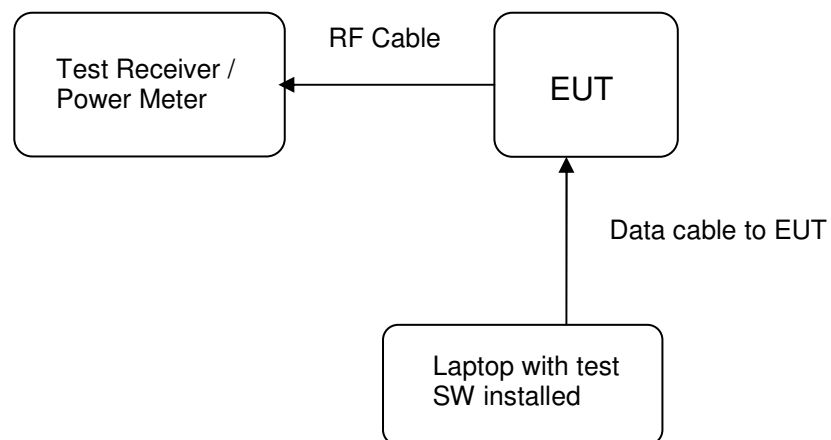 RF Cable
Test Receiver /
Power Meter
EUT
Data cable to EUT
Laptop with test
SW installed